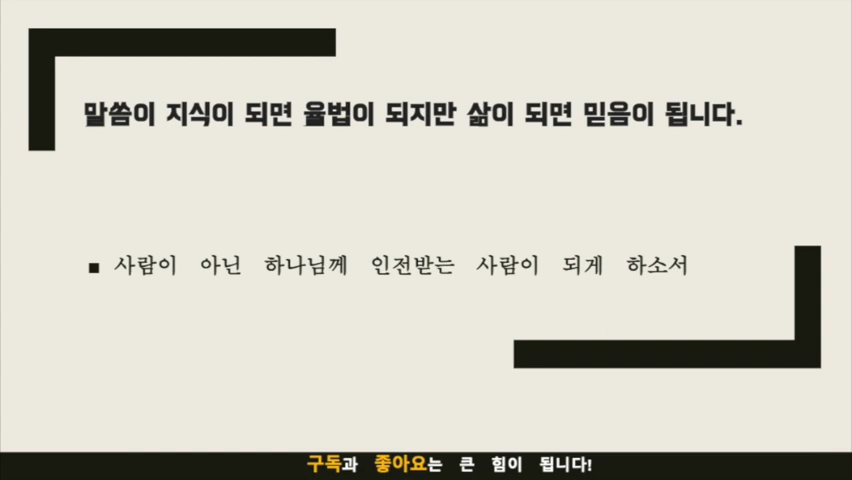 말씀이 지식이 되면 율법이 되지만 삶이 되면 믿음이 됩니다.
사람이 아닌 하나님께 인전받는 사람이 되게 하소서
구독과 좋아요는 큰 힘이 됩니다!